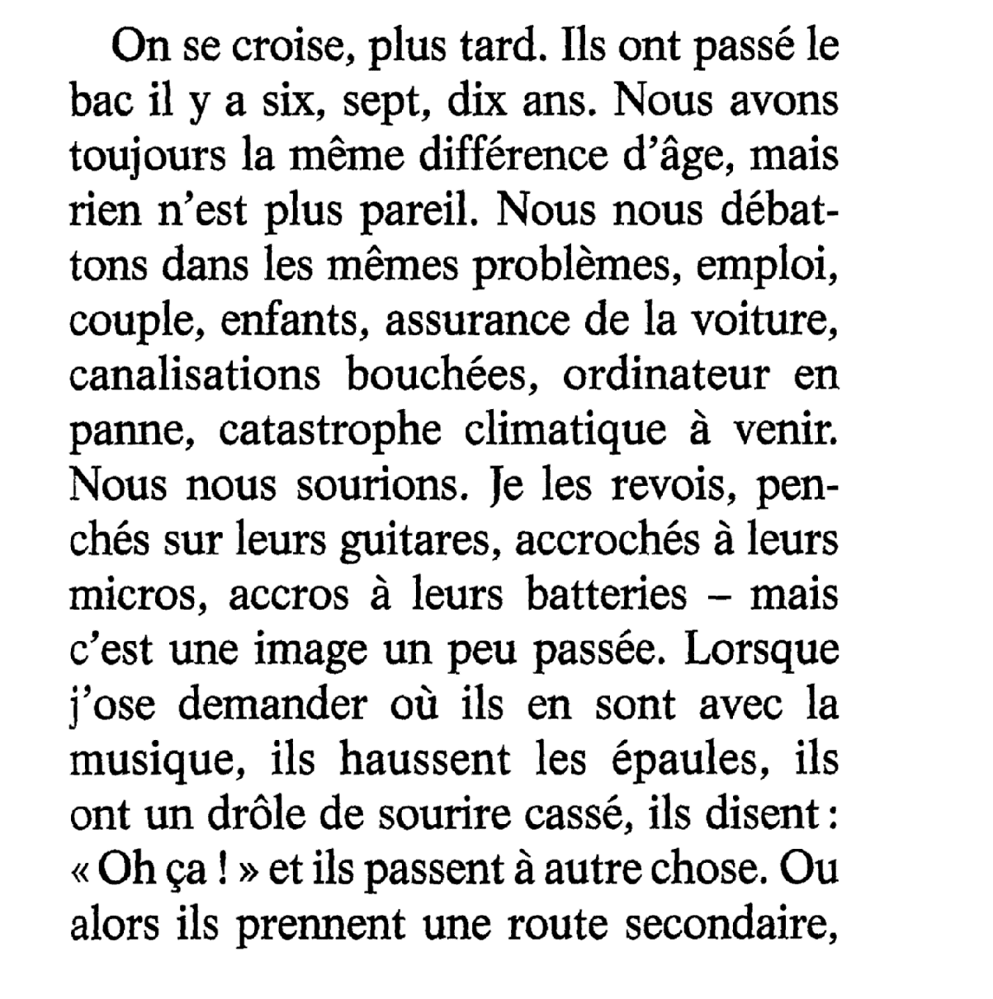 On se croise, plus tard. Ils ont passé le
bac il y a six, sept, dix ans. Nous avons
toujours la même différence d'âge, mais
rien n'est plus pareil. Nous nous débat-
tons dans les mêmes problèmes, emploi,
couple, enfants, assurance de la voiture,
canalisations bouchées, ordinateur en
panne, catastrophe climatique à venir.
Nous nous sourions. Je les revois, pen-
chés sur leurs guitares, accrochés à leurs
micros, accros à leurs batteries – mais
c'est une image un peu passée. Lorsque
j'ose demander où ils en sont avec la
musique, ils haussent les épaules, ils
ont un drôle de sourire cassé, ils disent :
« Oh ça ! » et ils passent à autre chose. Ou
alors ils prennent une route secondaire,